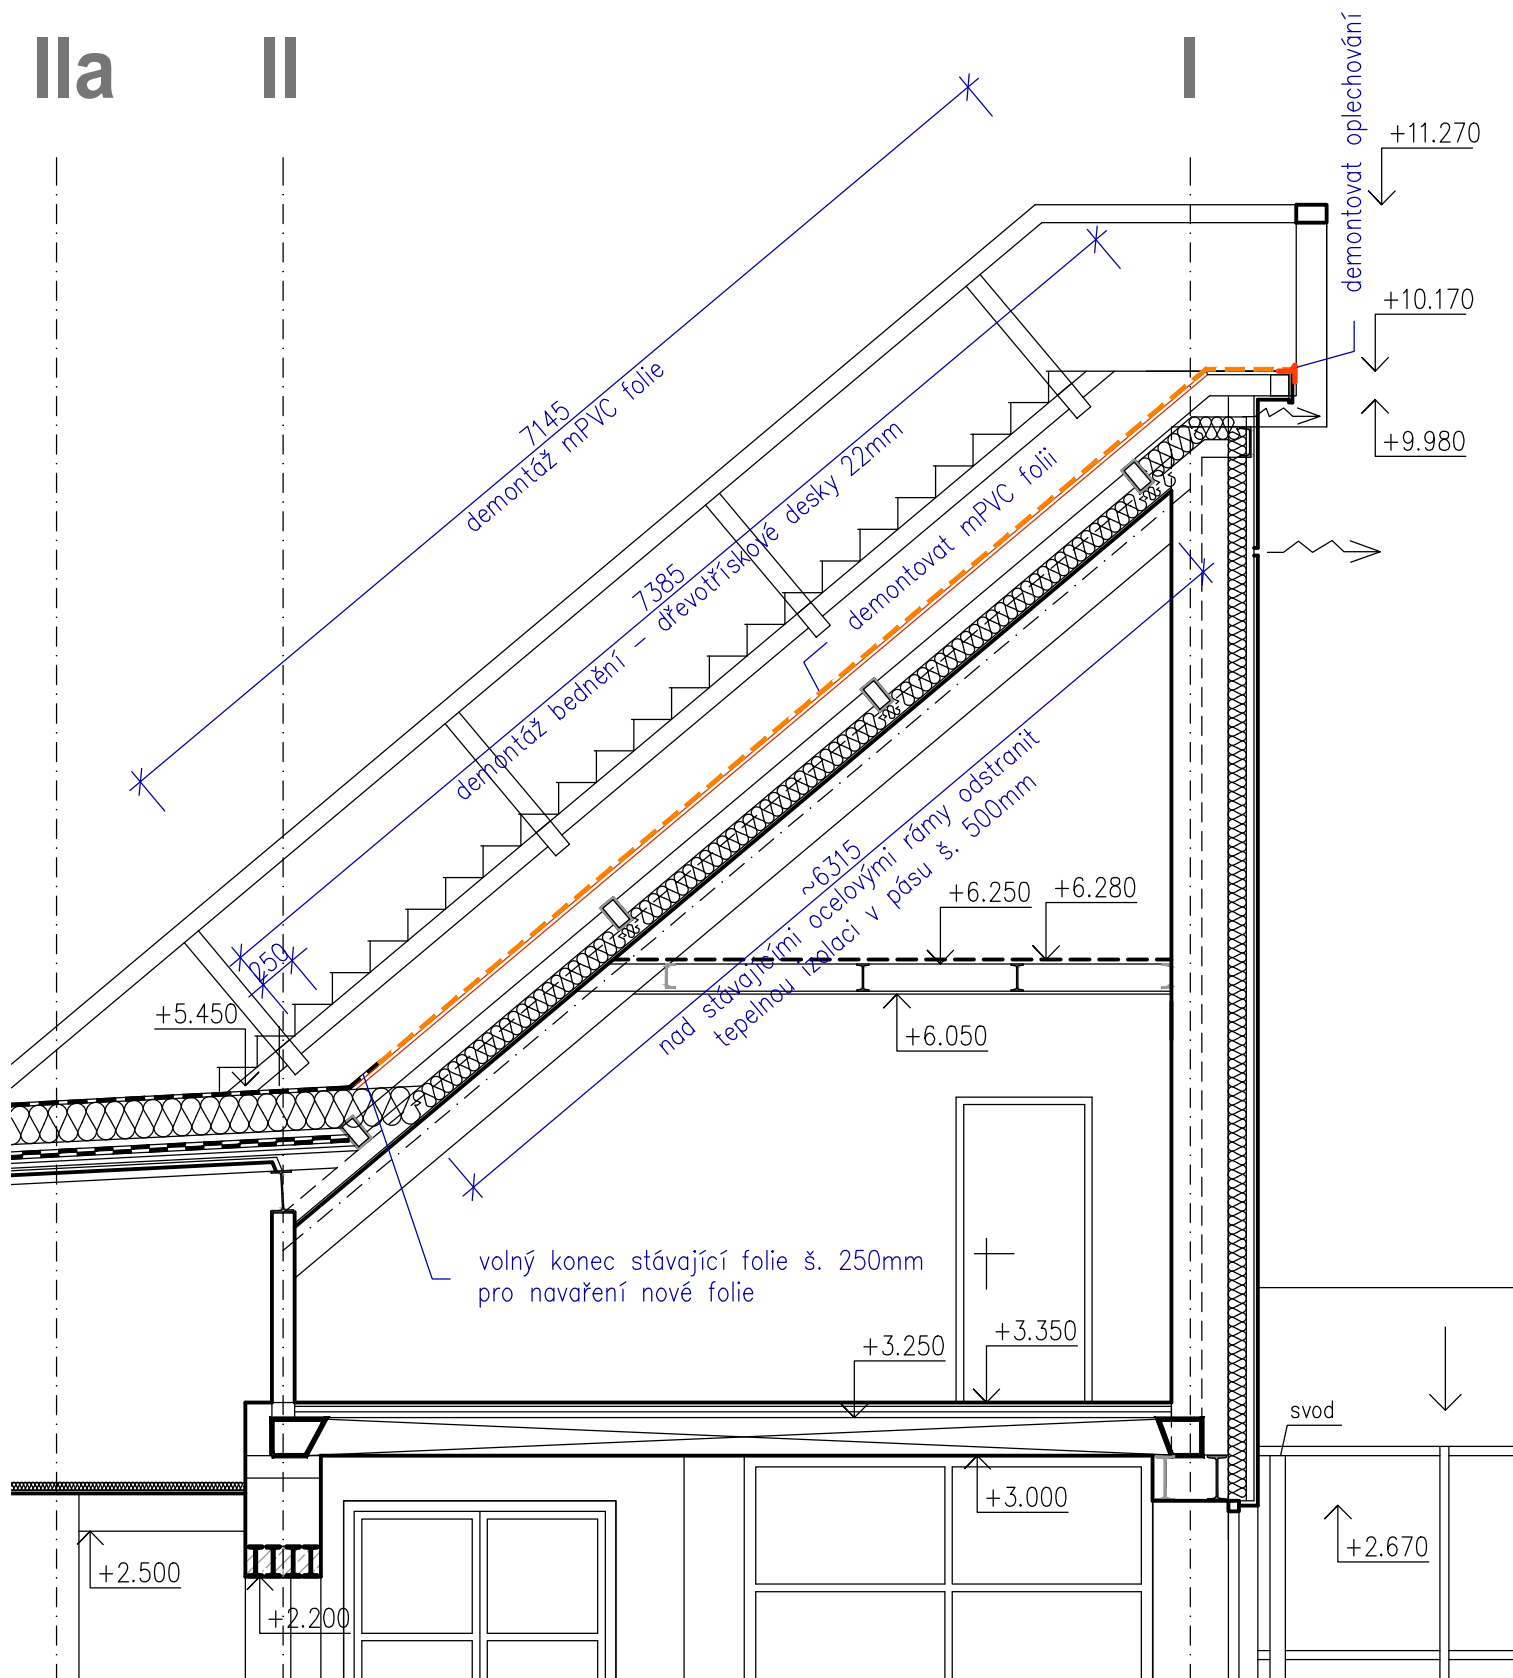 IIa
II
I
demontovat oplechování
+11.270
+10.170
+9.980
7145
demontáž mPVC folie
7385
demontáž bednění – dřevotřískové desky 22mm
demontovat mPVC folii
~6315
nad stávajícími ocelovými rámy odstranit
tepelnou izolaci v pásu š. 500mm
250
+5.450
+6.250
+6.280
+6.050
volný konec stávající folie š. 250mm
pro navaření nové folie
+3.250
+3.350
svod
+3.000
+2.670
+2.500
+2.200